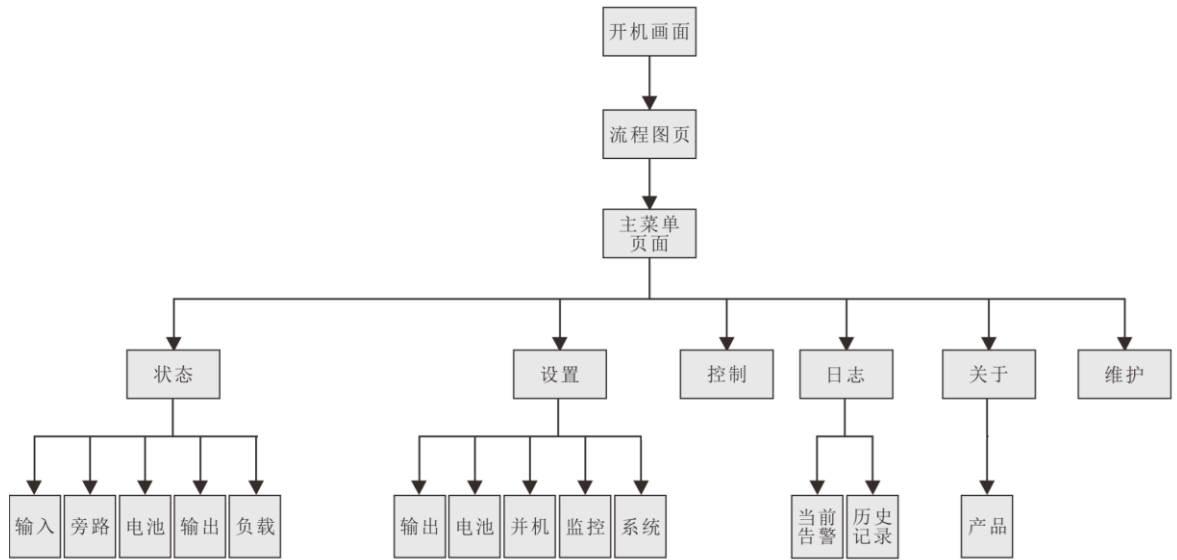 开机画面
流程图页
主菜单
页面
状态
设置
控制
日志
关于
维护
输入
旁路
电池
输出
负载
输出
电池
并机
监控
系统
当前
告警
历史
记录
产品